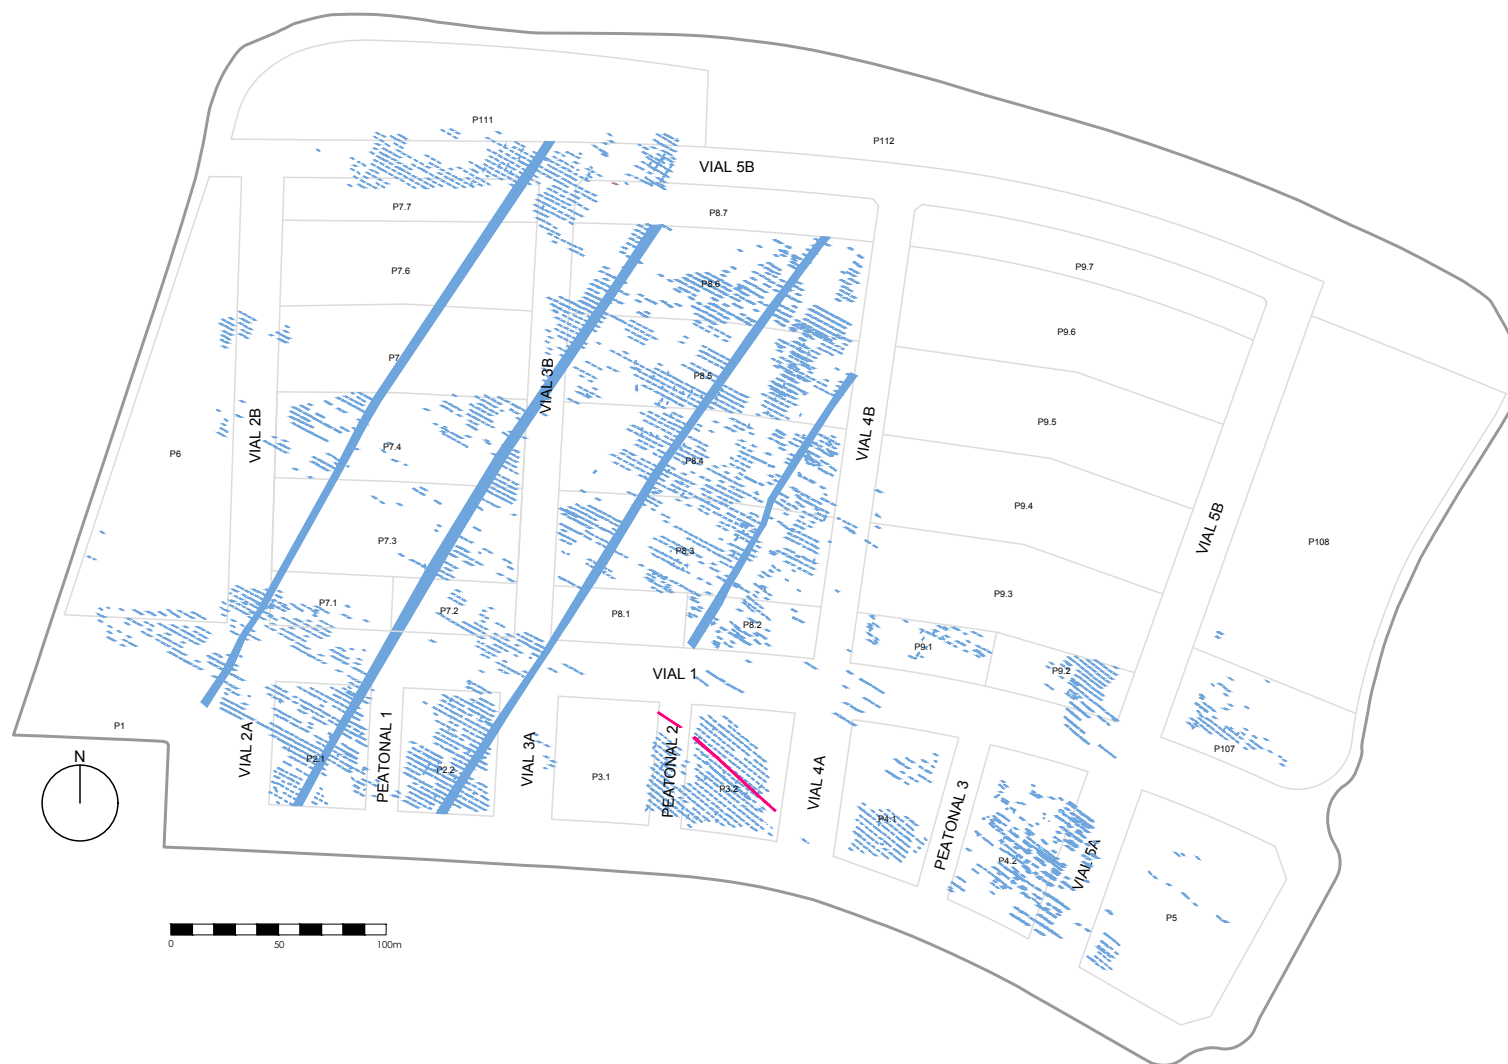 P111
P112
VIAL 5B
P7.7
P8.7
P7.6
P9.7
P8.6
P9.6
P7
VIAL 3B
P8.5
VIAL 2B
VIAL 4B
P9.5
P6
P7.4
P8.4
P9.4
VIAL 5B
P108
P7.3
P8.3
P9.3
P7.1
P7.2
P8.1
P8.2
P9.1
P9.2
VIAL 1
P1
P107
N
VIAL 2A
P2.1
PEATONAL 1
P2.2
VIAL 3A
P3.1
PEATONAL 2
P3.2
VIAL 4A
P4.1
PEATONAL 3
P4.2
VIAL 5A
P5
0 50 100m